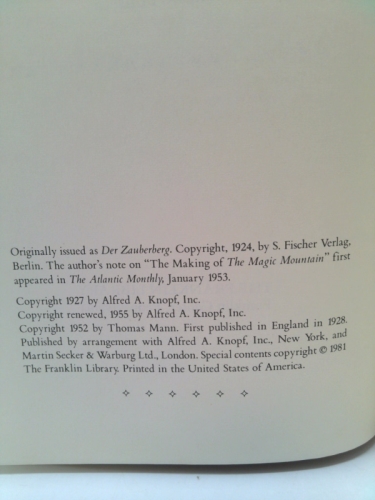 Originally issued as Der Zauberberg. Copyright, 1924, by S. Fischer Verlag,
Berlin. The author's note on "The Making of The Magic Mountain" first
appeared in The Atlantic Monthly, January 1953.
Copyright 1927 by Alfred A. Knopf, Inc.
Copyright renewed, 1955 by Alfred A. Knopf, Inc.
Copyright 1952 by Thomas Mann. First published in England in 1928.
Published by arrangement with Alfred A. Knopf, Inc., New York, and
Martin Secker & Warburg Ltd., London. Special contents copyright © 1981
The Franklin Library. Printed in the United States of America.